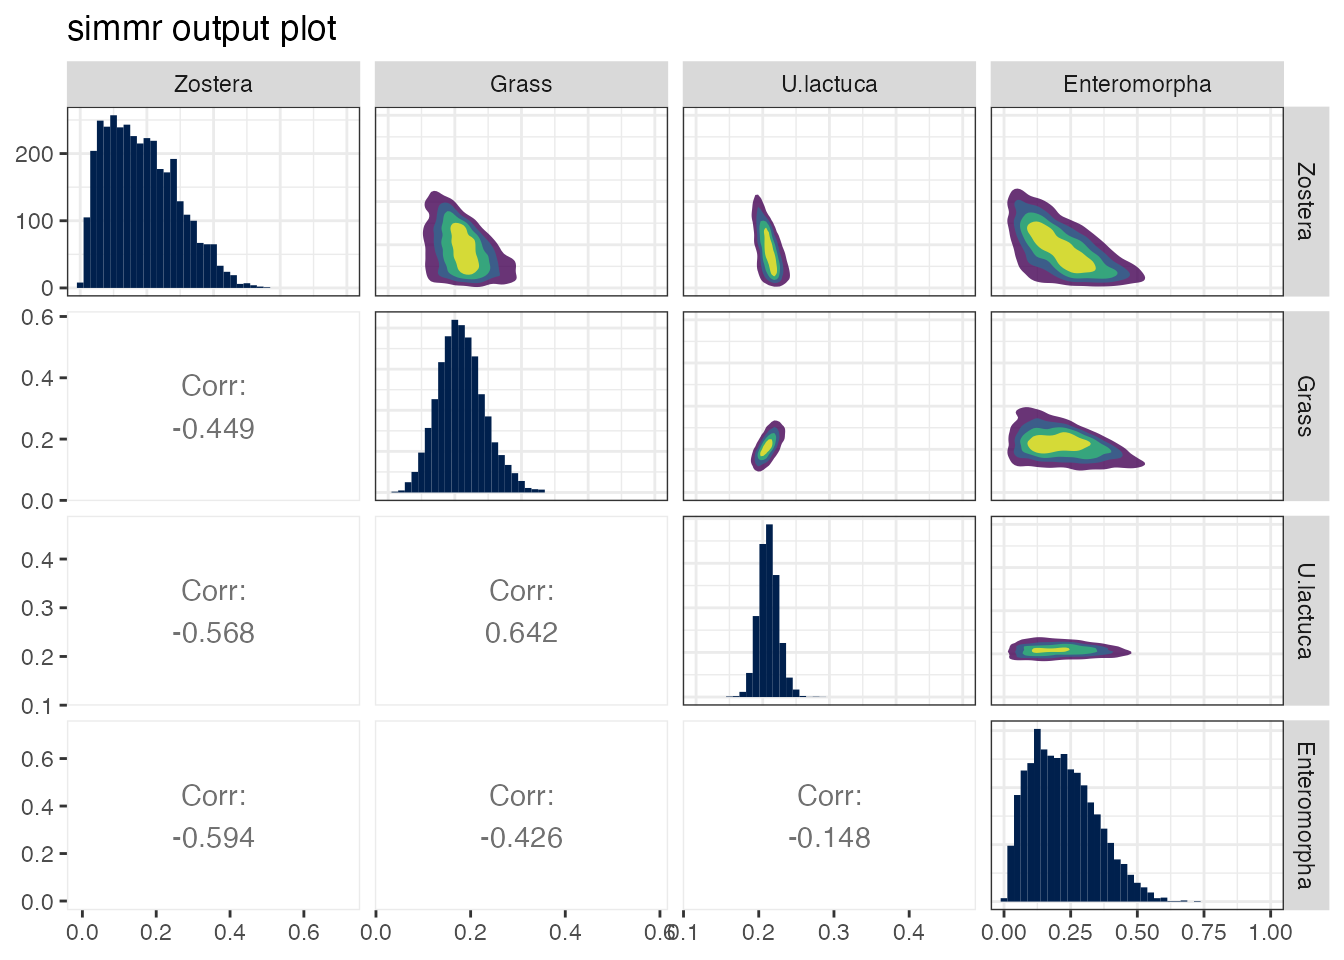 simmr output plot
Zostera Grass U.lactuca Enteromorpha
200
100
0
Zostera
0.6
0.4
0.2
0.0
Corr:
-0.449
Grass
0.4
0.3
0.2
0.1
Corr:
-0.568
Corr:
0.642
U.lactuca
0.6
0.4
0.2
0.0
Corr:
-0.594
Corr:
-0.426
Corr:
-0.148
Enteromorpha
0.0 0.2 0.4 0.6 0.0 0.2 0.4 0.6 0.1 0.2 0.3 0.4 0.00 0.25 0.50 0.75 1.00